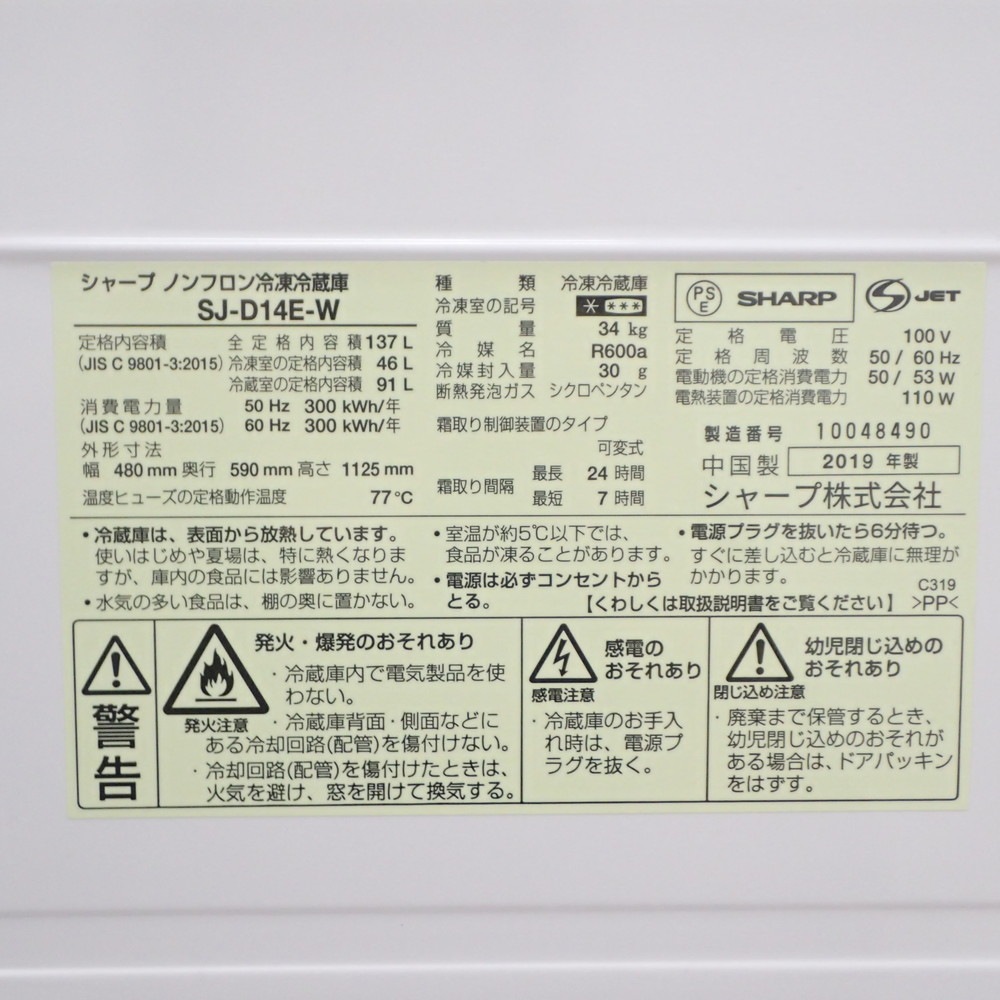 シャープ ノンフロン冷凍冷蔵庫
SJ-D14E-W
定格内容積 全定格内容積 137 L
(JIS C 9801-3:2015) 冷凍室の定格内容積 46 L
冷蔵室の定格内容積 91 L
消費電力量 50 Hz 300 kWh/年
(JIS C 9801-3:2015) 60 Hz 300 kWh/年
外形寸法
幅 480 mm 奥行 590 mm 高さ 1125 mm
温度ヒューズの定格動作温度 77℃
種類 冷凍冷蔵庫
冷凍室の記号 * ***
質量 34 kg
冷媒名 R600a
冷媒封入量 30 g
断熱発泡ガス シクロペンタン
霜取り制御装置のタイプ
可変式
霜取り間隔 最長 24 時間
最短 7 時間
PS E SHARP JET
定格電圧 100 V
定格周波数 50 / 60 Hz
電動機の定格消費電力 50 / 53 W
電熱装置の定格消費電力 110 W
製造番号 10048490
中国製 2019 年製
シャープ株式会社
・冷蔵庫は、表面から放熱しています。
使いはじめや夏場は、特に熱くなりま
すが、庫内の食品には影響ありません。
・水気の多い食品は、棚の奥に置かない。
・室温が約5℃以下では、
食品が凍ることがあります。
・電源は必ずコンセントから
とる。
・電源プラグを抜いたら6分待つ。
すぐに差し込むと冷蔵庫に無理が
かかります。
【くわしくは取扱説明書をご覧ください】
C319
>PP<
警告
発火・爆発のおそれあり
発火注意
・冷蔵庫内で電気製品を使
わない。
・冷蔵庫背面・側面などに
ある冷却回路(配管)を傷付けない。
・冷却回路(配管)を傷付けたときは、
火気を避け、窓を開けて換気する。
感電の
おそれあり
感電注意
・冷蔵庫のお手入
れ時は、電源プ
ラグを抜く。
幼児閉じ込めの
おそれあり
閉じ込め注意
・廃棄まで保管するとき、
幼児閉じ込めのおそれが
ある場合は、ドアパッキン
をはずす。